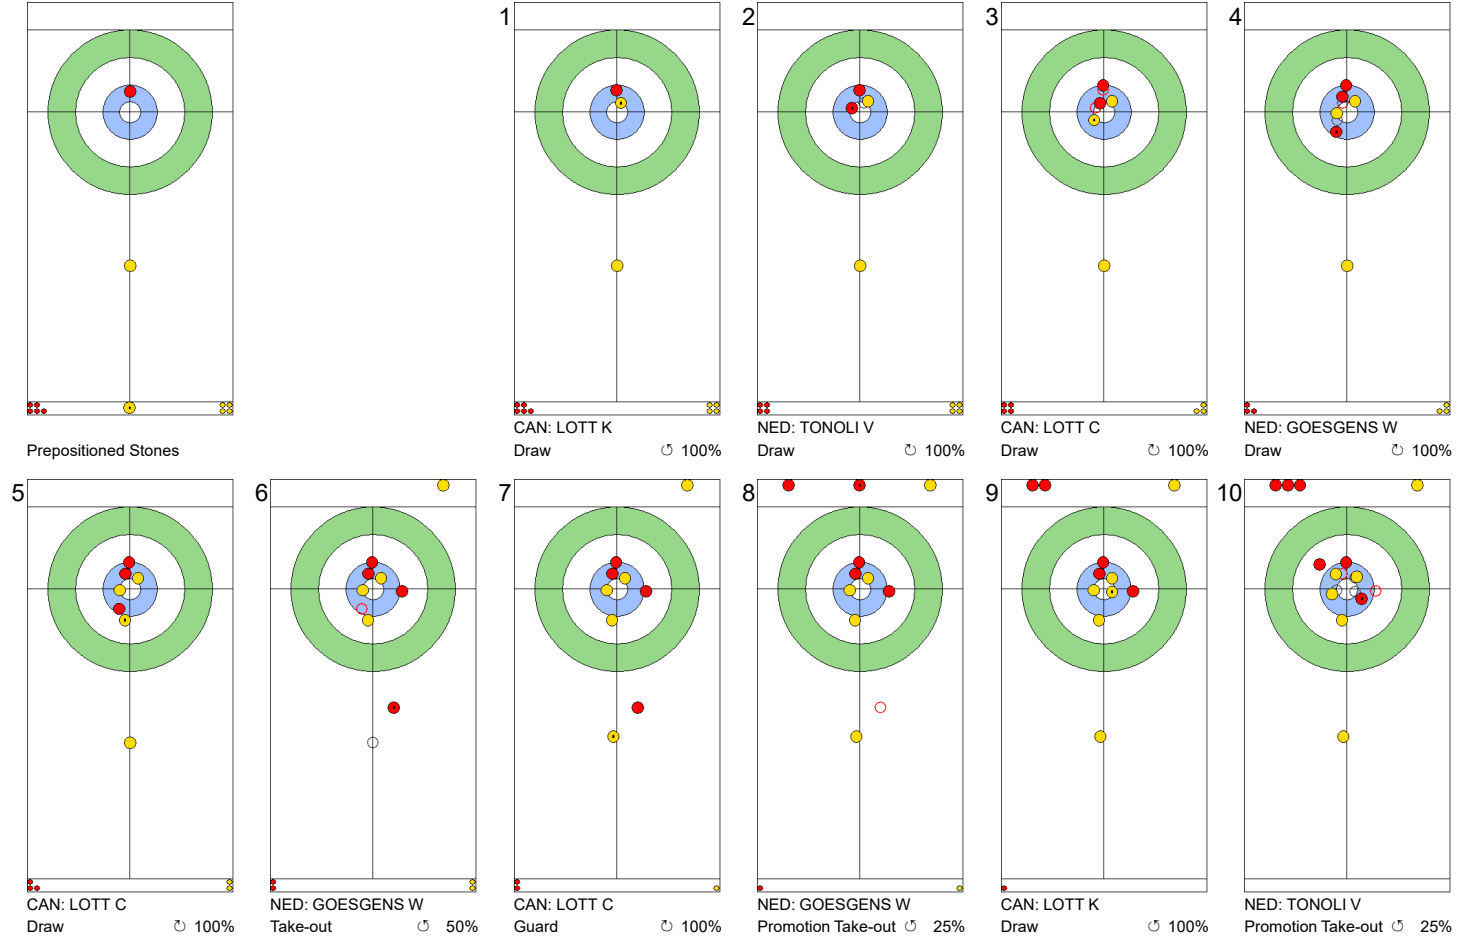 1
2
3
4
Prepositioned Stones
CAN: LOTT K
Draw ↻ 100%
NED: TONOLI V
Draw ↻ 100%
CAN: LOTT C
Draw ↻ 100%
NED: GOESGENS W
Draw ↻ 100%
5
6
7
8
9
10
CAN: LOTT C
Draw ↻ 100%
NED: GOESGENS W
Take-out ↺ 50%
CAN: LOTT C
Guard ↻ 100%
NED: GOESGENS W
Promotion Take-out ↺ 25%
CAN: LOTT K
Draw ↻ 100%
NED: TONOLI V
Promotion Take-out ↺ 25%